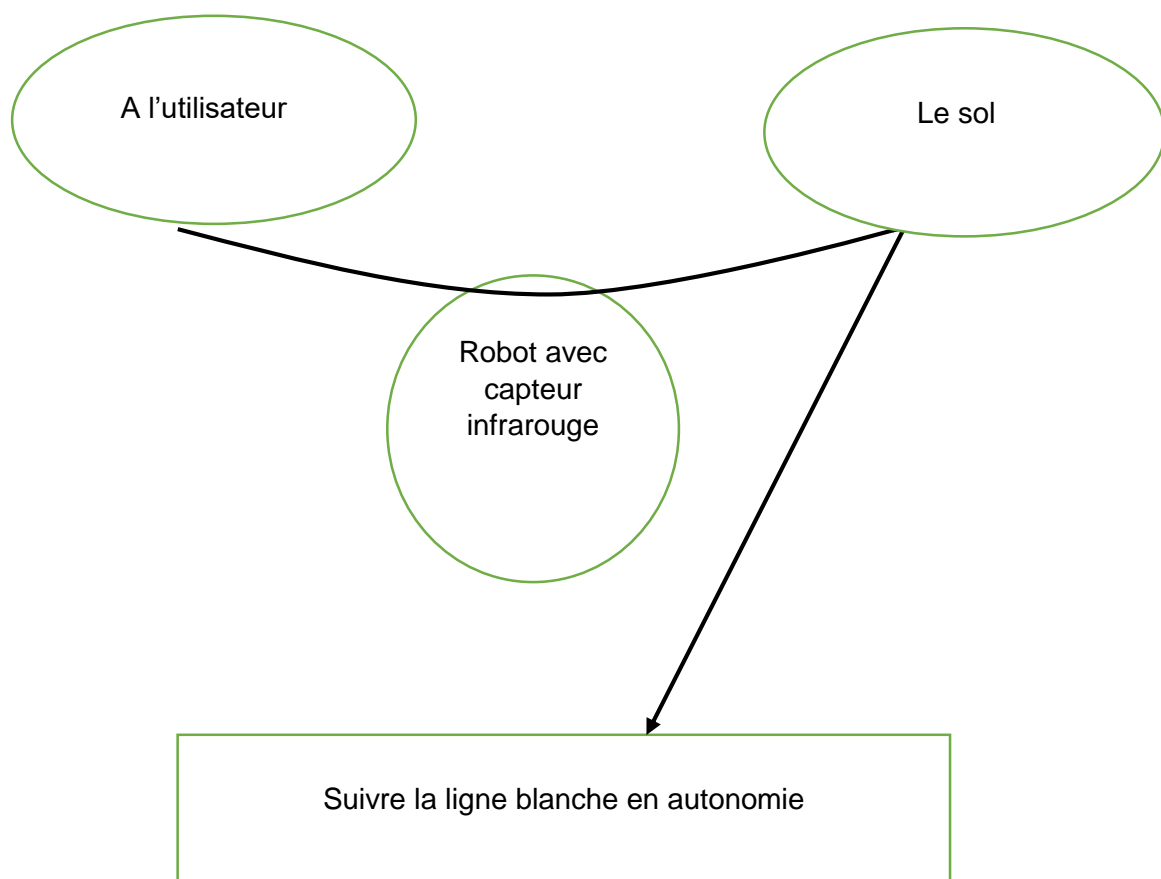 A l’utilisateur
Le sol
Robot avec
capteur
infrarouge
Suivre la ligne blanche en autonomie